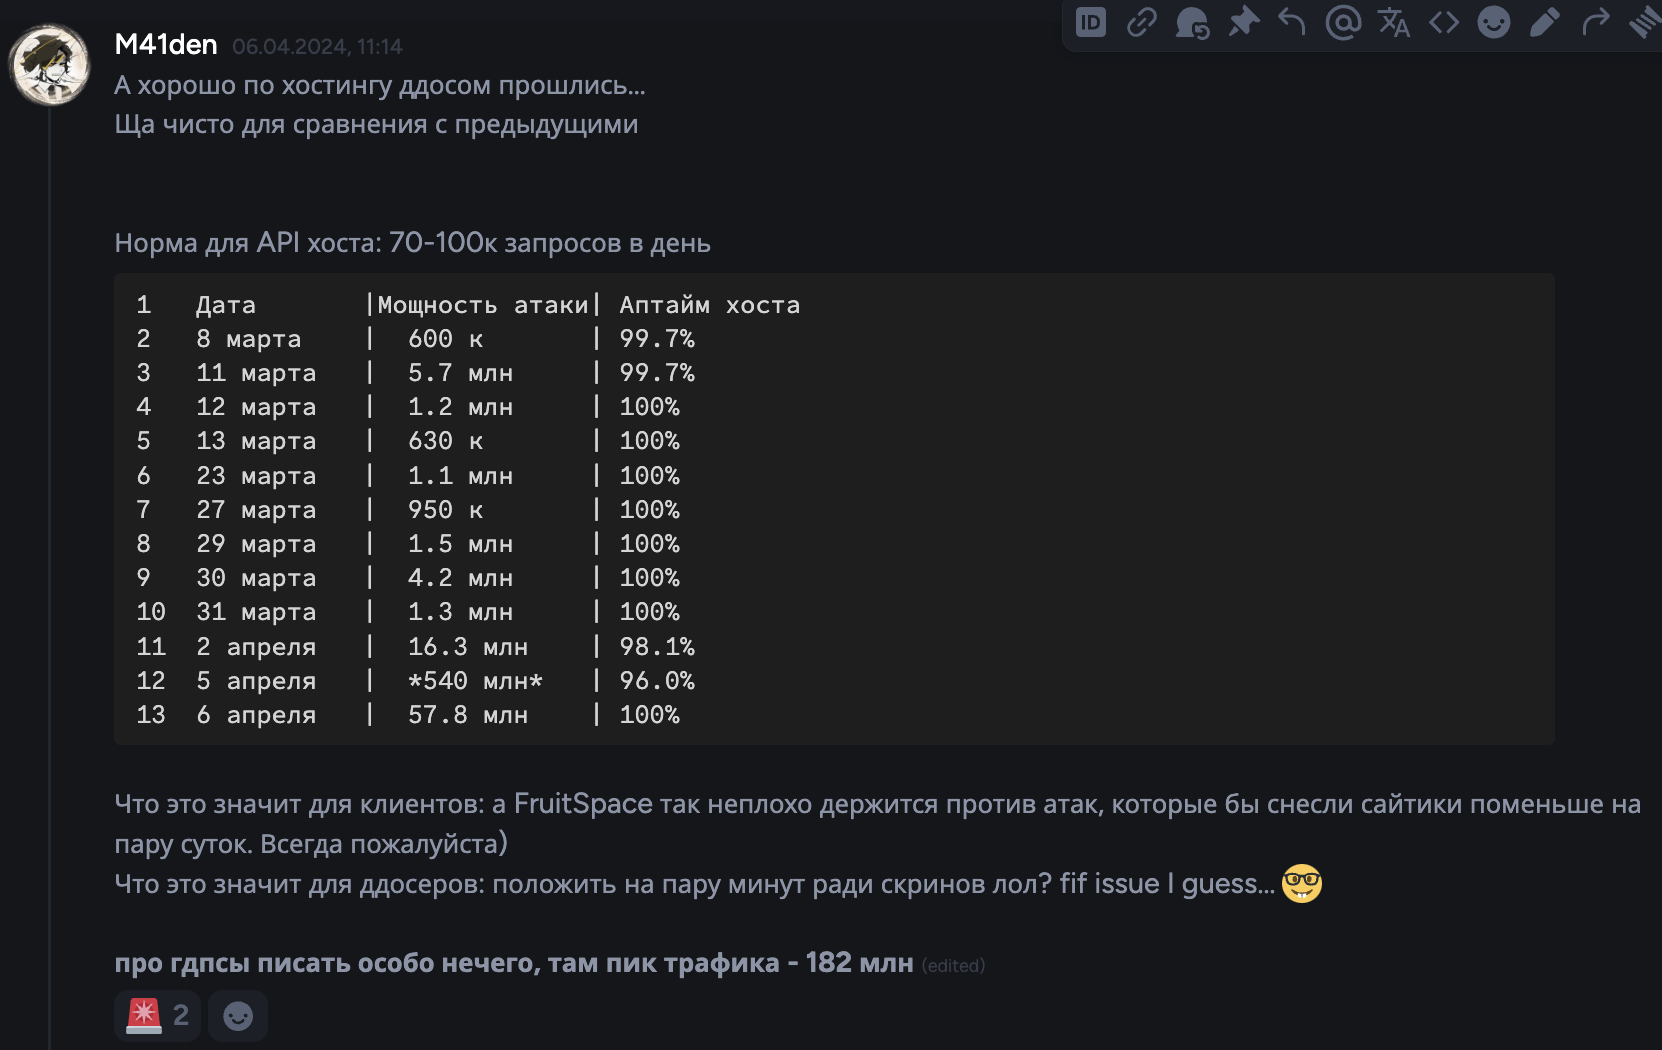 M41den 06.04.2024, 11:14
А хорошо по хостингу ддосом прошлись...
Ща чисто для сравнения с предыдущими
Норма для API хоста: 70-100к запросов в день
1 Дата |Мощность атаки| Аптайм хоста
2 8 марта | 600 к | 99.7%
3 11 марта | 5.7 млн | 99.7%
4 12 марта | 1.2 млн | 100%
5 13 марта | 630 к | 100%
6 23 марта | 1.1 млн | 100%
7 27 марта | 950 к | 100%
8 29 марта | 1.5 млн | 100%
9 30 марта | 4.2 млн | 100%
10 31 марта | 1.3 млн | 100%
11 2 апреля | 16.3 млн | 98.1%
12 5 апреля | *540 млн* | 96.0%
13 6 апреля | 57.8 млн | 100%
Что это значит для клиентов: а FruitSpace так неплохо держится против атак, которые бы снесли сайтики поменьше на
пару суток. Всегда пожалуйста)
Что это значит для ддосеров: положить на пару минут ради скринов лол? fif issue I guess... 🤓
про гдпсы писать особо нечего, там пик трафика - 182 млн (edited)
🚨 2